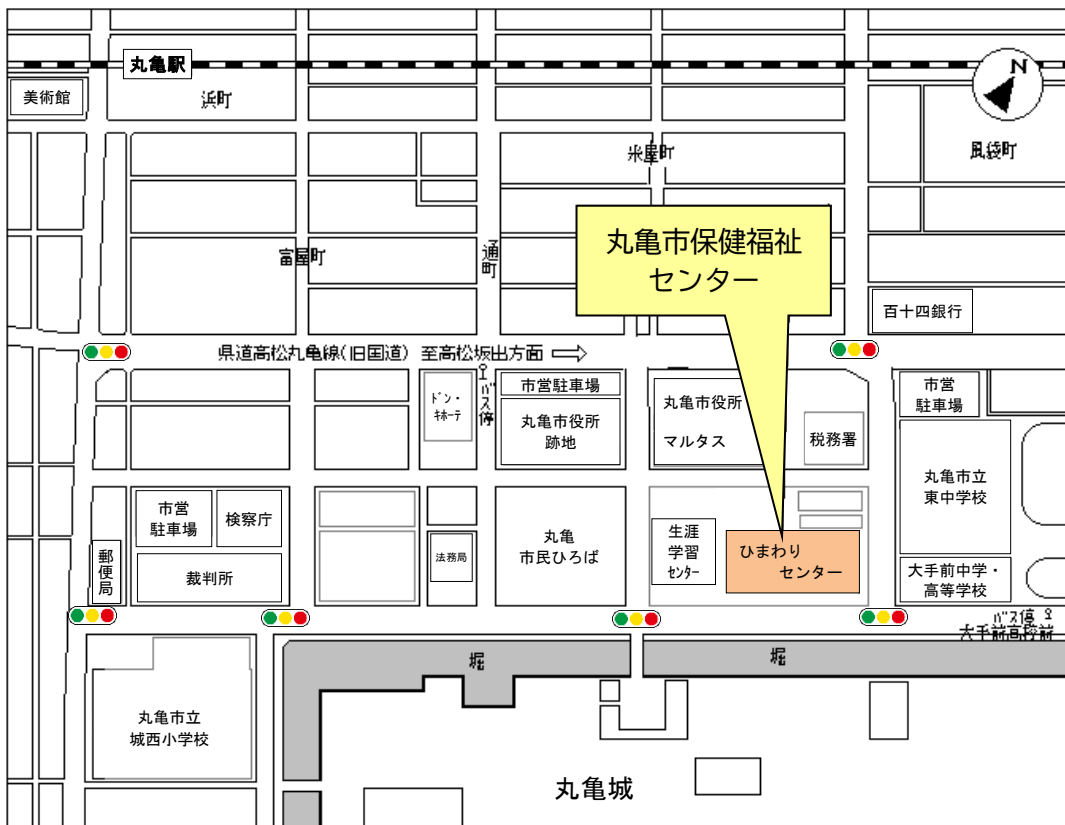 丸亀駅
N
美術館
浜町
米屋町
風袋町
丸亀市保健福祉
センター
富屋町
通町
百十四銀行
県道高松丸亀線(旧国道) 至高松坂出方面
バス停
ドン・
キホーテ
市営駐車場
丸亀市役所
跡地
丸亀市役所
マルタス
税務署
市営
駐車場
丸亀市立
東中学校
市営
駐車場
検察庁
郵便局
裁判所
法務局
丸亀
市民ひろば
生涯
学習
センター
ひまわり
センター
大手前中学・
高等学校
バス停
大手前高校前
堀
堀
丸亀市立
城西小学校
丸亀城